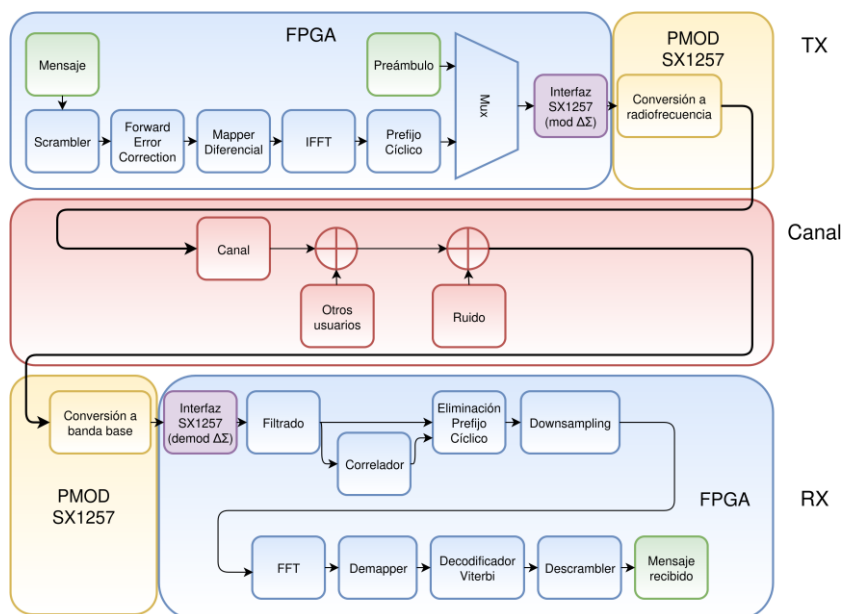 FPGA
PMOD
SX1257
TX
Mensaje
Preámbulo
Mux
Interfaz
SX1257
(mod ΔΣ)
Conversión a
radiofrecuencia
Scrambler
Forward
Error
Correction
Mapper
Diferencial
IFFT
Prefijo
Cíclico
Canal
Canal
Otros
usuarios
Ruido
Conversión a
banda base
Interfaz
SX1257
(demod ΔΣ)
Filtrado
Correlador
Eliminación
Prefijo
Cíclico
Downsampling
PMOD
SX1257
FPGA
RX
FFT
Demapper
Decodificador
Viterbi
Descrambler
Mensaje
recibido